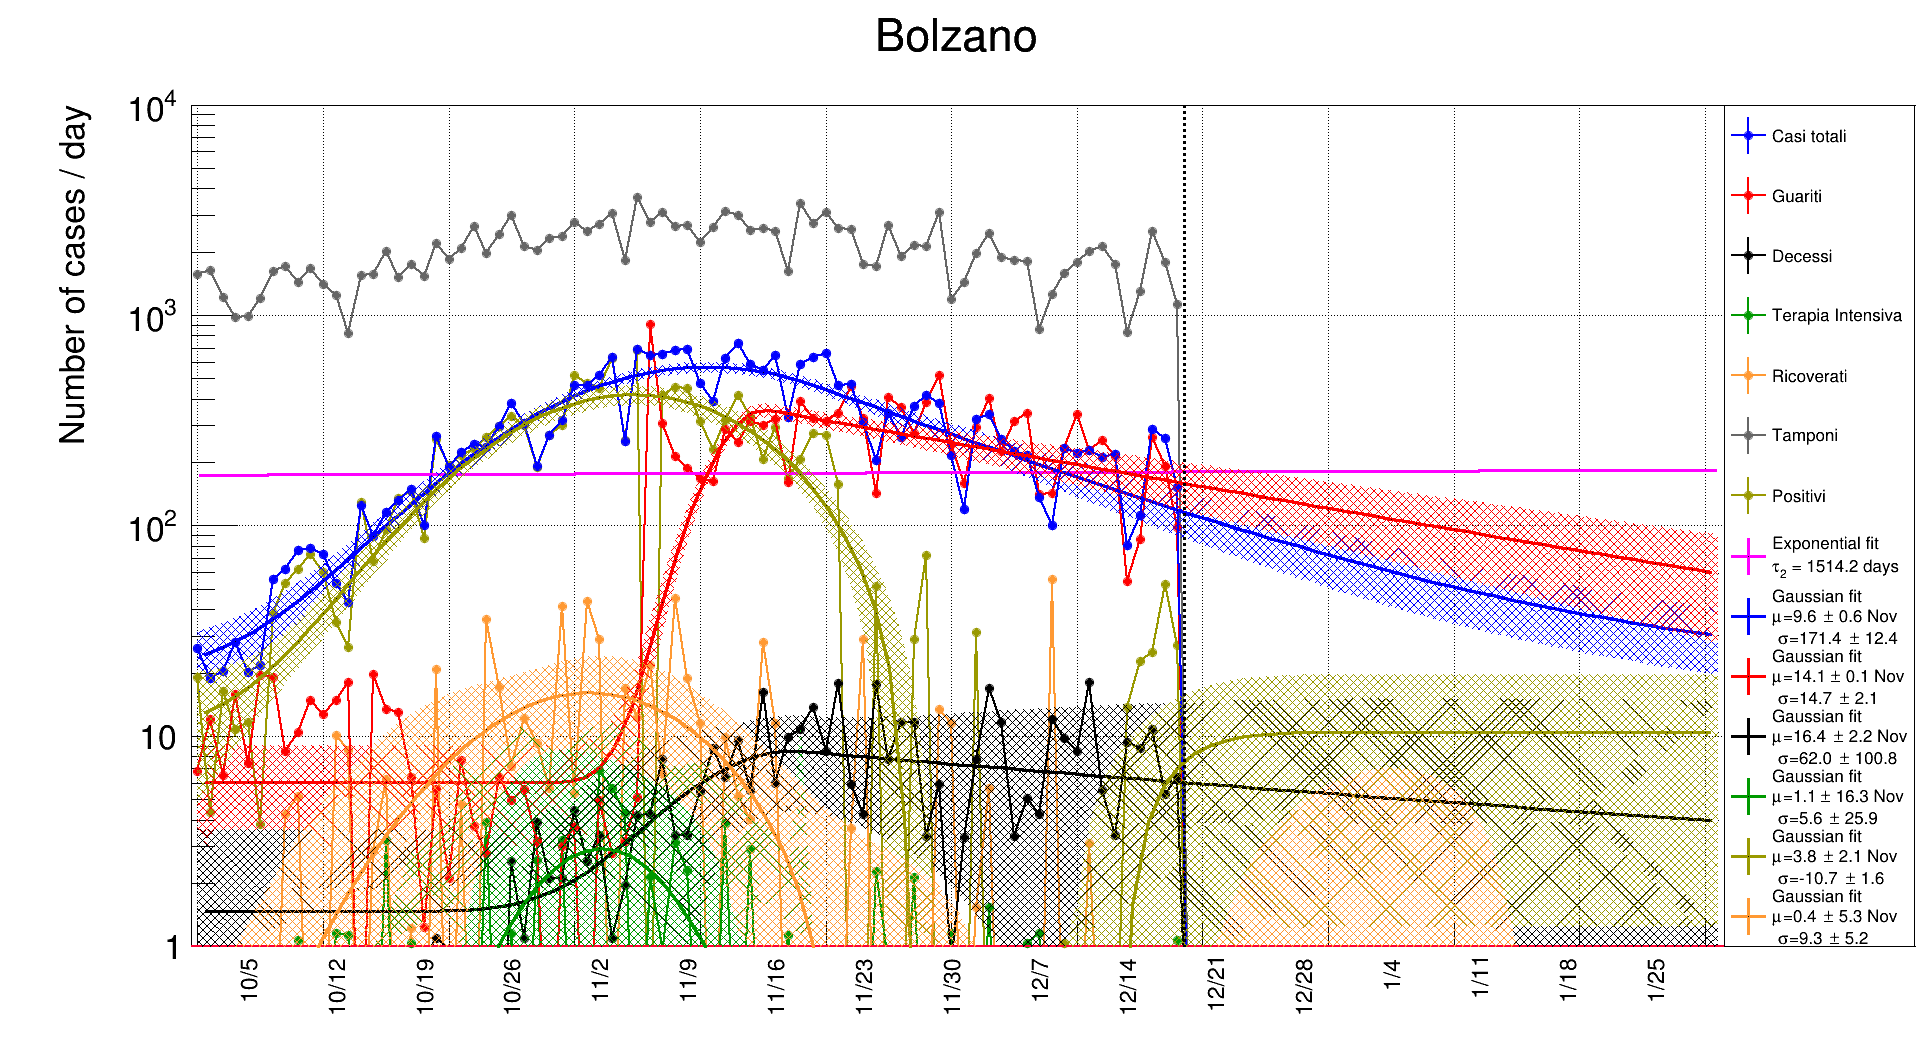 Bolzano
Number of cases / day
10^4
10^3
10^2
10
1
10/5 10/12 10/19 10/26 11/2 11/9 11/16 11/23 11/30 12/7 12/14 12/21 12/28 1/4 1/11 1/18 1/25
Casi totali
Guariti
Decessi
Terapia Intensiva
Ricoverati
Tamponi
Positivi
Exponential fit
τ₂ = 1514.2 days
Gaussian fit
μ=9.6 ± 0.6 Nov
σ=171.4 ± 12.4
Gaussian fit
μ=14.1 ± 0.1 Nov
σ=14.7 ± 2.1
Gaussian fit
μ=16.4 ± 2.2 Nov
σ=62.0 ± 100.8
Gaussian fit
μ=1.1 ± 16.3 Nov
σ=5.6 ± 25.9
Gaussian fit
μ=3.8 ± 2.1 Nov
σ=-10.7 ± 1.6
Gaussian fit
μ=0.4 ± 5.3 Nov
σ=9.3 ± 5.2